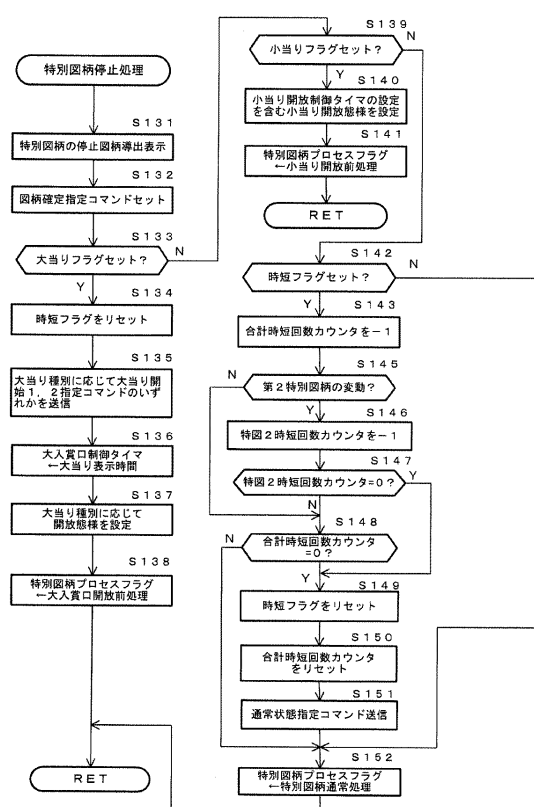 特別図柄停止処理
S131
特別図柄の停止図柄導出表示
S132
図柄確定指定コマンドセット
S133
大当りフラグセット？
N
Y
S134
時短フラグをリセット
S135
大当り種別に応じて大当り開
始1，2指定コマンドのいず
れかを送信
S136
大入賞口制御タイマ
←大当り表示時間
S137
大当り種別に応じて
開放態様を設定
S138
特別図柄プロセスフラグ
←大入賞口開放前処理
RET
S139
小当りフラグセット？
N
Y
S140
小当り開放制御タイマの設定
を含む小当り開放態様を設定
S141
特別図柄プロセスフラグ
←小当り開放前処理
RET
S142
時短フラグセット？
N
Y
S143
合計時短回数カウンタを－1
S145
N
第2特別図柄の変動？
Y
S146
特図2時短回数カウンタを－1
S147
特図2時短回数カウンタ=0？
Y
N
S148
N
合計時短回数カウンタ
=0？
Y
S149
時短フラグをリセット
S150
合計時短回数カウンタ
をリセット
S151
通常状態指定コマンド送信
S152
特別図柄プロセスフラグ
←特別図柄通常処理